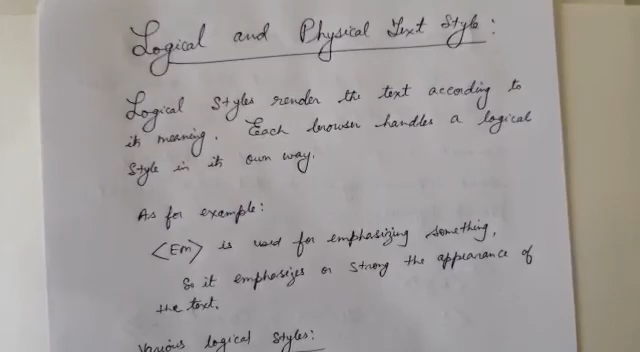 Logical and Physical Text Style:
Logical Styles render the text according to
its meaning. Each browser handles a logical
Style in its own way.
As for example:
<Em> is used for emphasizing something,
So it emphasizes or strong the appearance of
the text.
Various logical Styles: